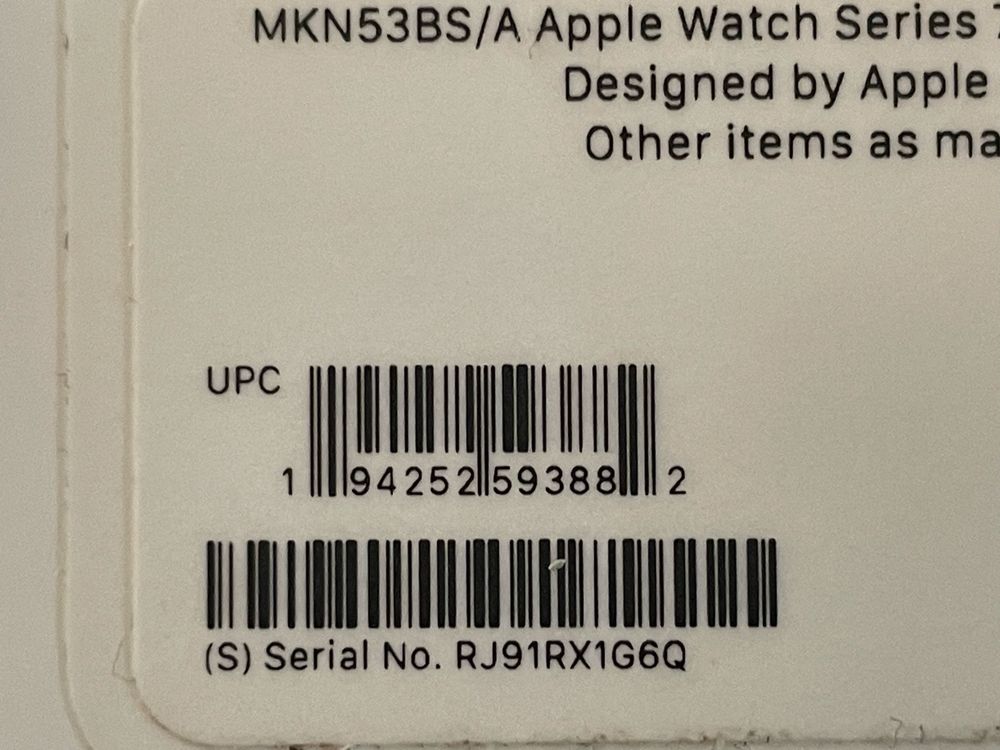 MKN53BS/A Apple Watch Series 7
Designed by Apple
Other items as ma
UPC
1 94252 59388 2
(S) Serial No. RJ91RX1G6Q